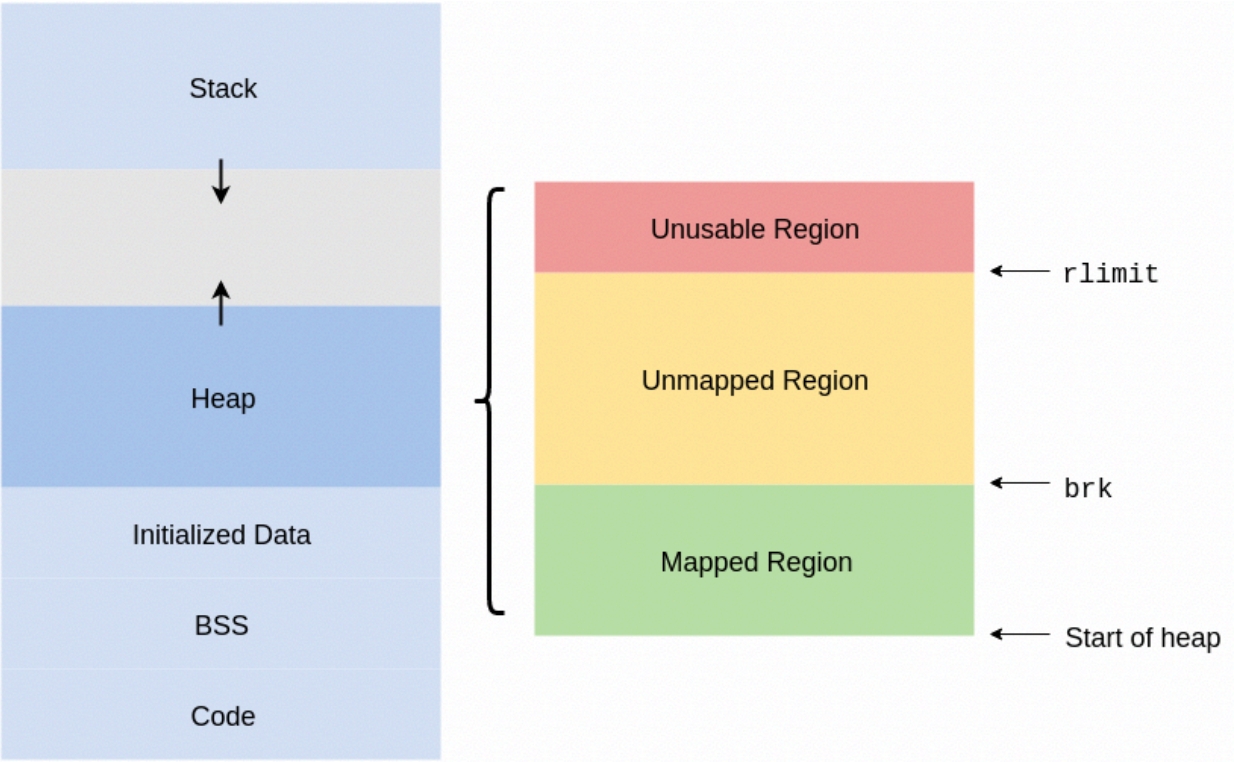 Stack
Heap
Initialized Data
BSS
Code
Unusable Region
rlimit
Unmapped Region
brk
Mapped Region
Start of heap